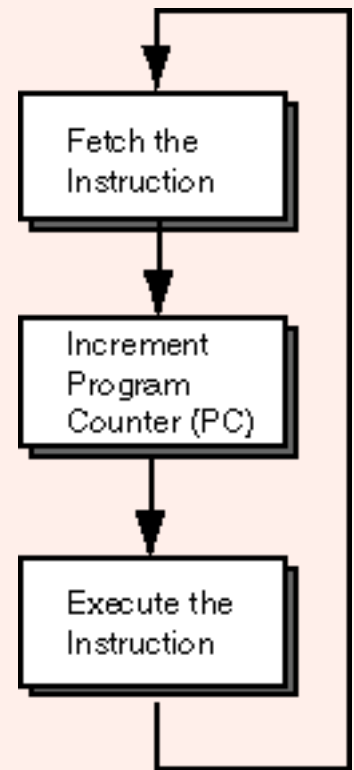 Fetch the
Instruction
Increment
Program
Counter (PC)
Execute the
Instruction